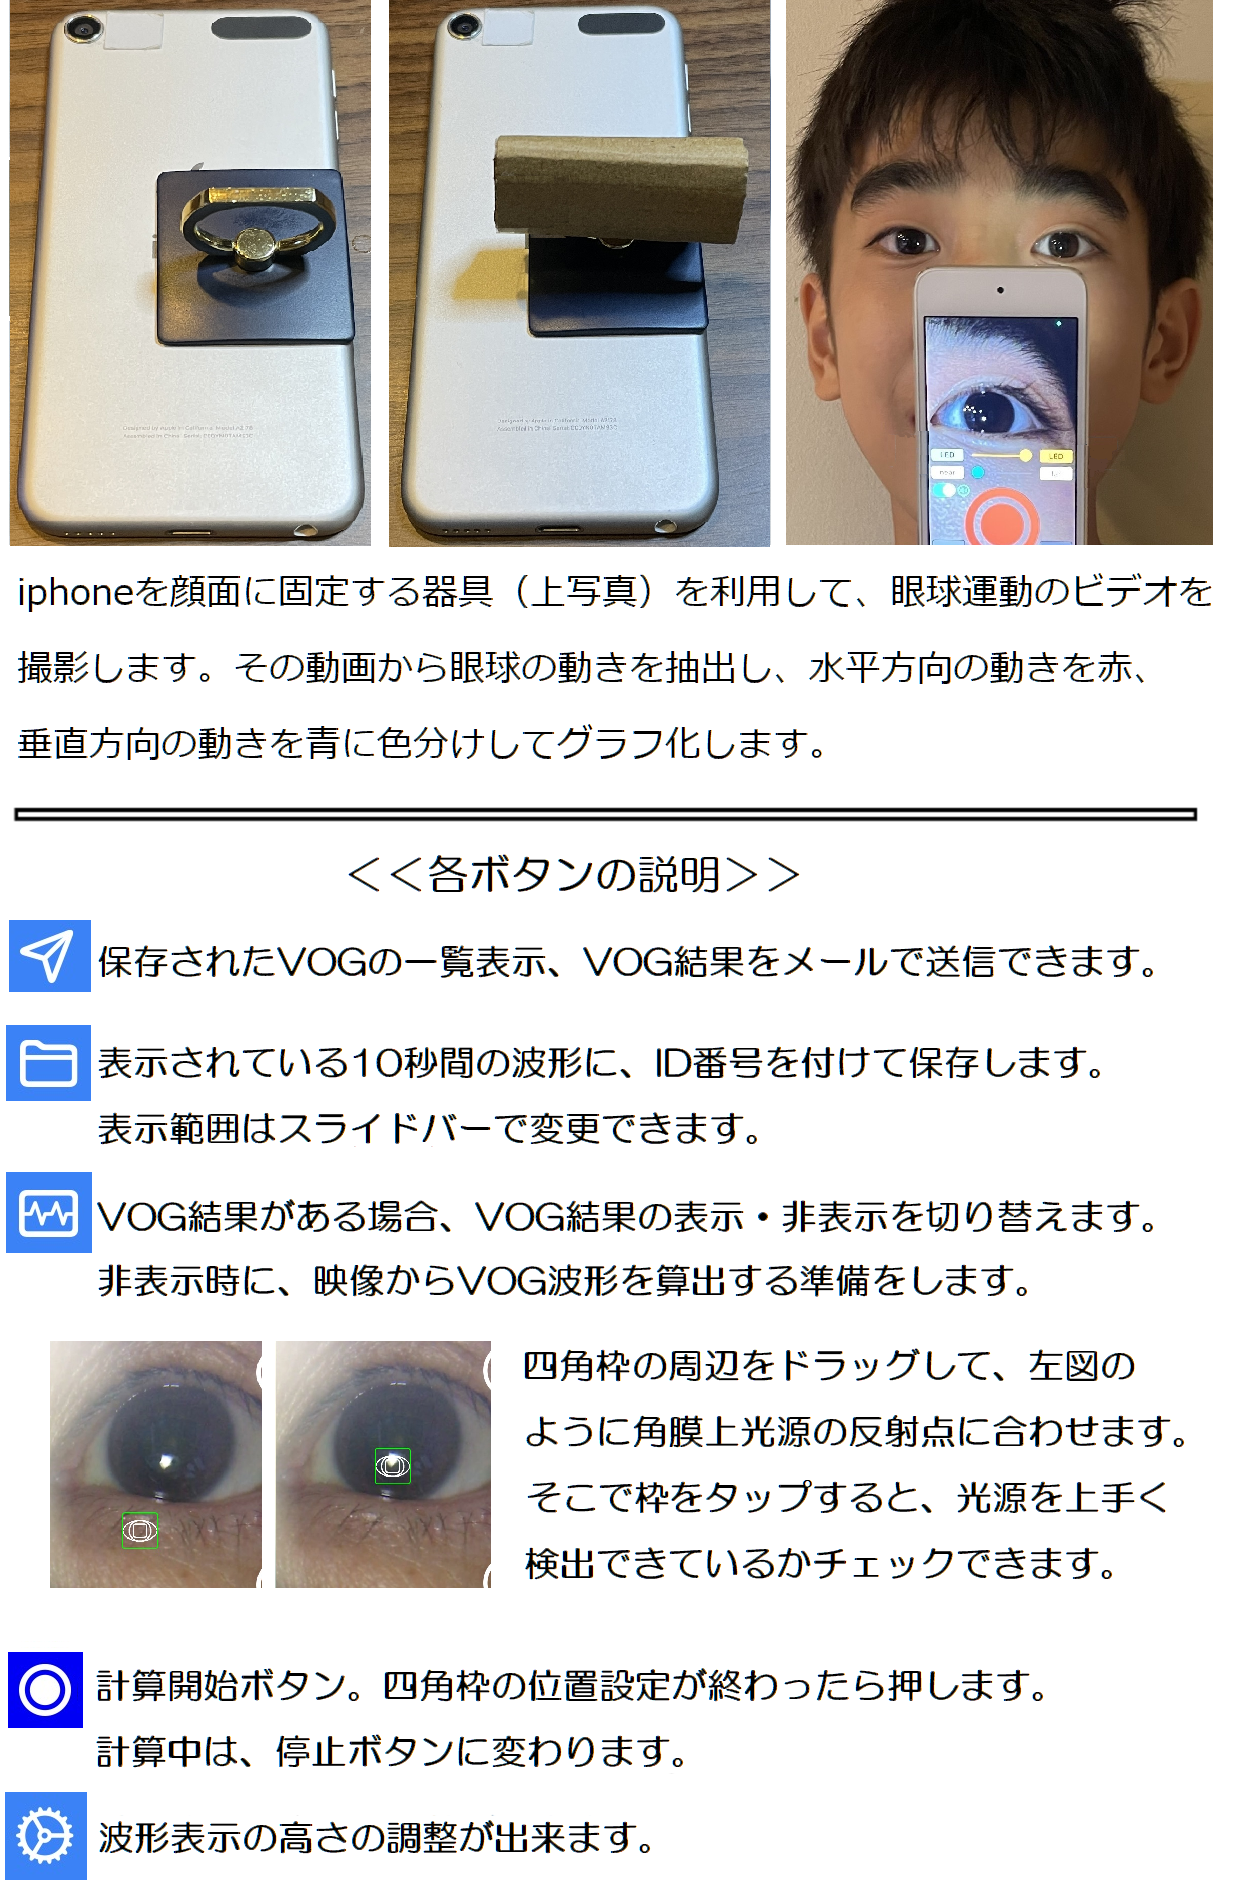 LED
LED
near
iphoneを顔面に固定する器具（上写真）を利用して、眼球運動のビデオを
撮影します。その動画から眼球の動きを抽出し、水平方向の動きを赤、
垂直方向の動きを青に色分けしてグラフ化します。
＜＜各ボタンの説明＞＞
保存されたVOGの一覧表示、VOG結果をメールで送信できます。
表示されている10秒間の波形に、ID番号を付けて保存します。
表示範囲はスライドバーで変更できます。
VOG結果がある場合、VOG結果の表示・非表示を切り替えます。
非表示時に、映像からVOG波形を算出する準備をします。
四角枠の周辺をドラッグして、左図の
ように角膜上光源の反射点に合わせます。
そこで枠をタップすると、光源を上手く
検出できているかチェックできます。
計算開始ボタン。四角枠の位置設定が終わったら押します。
計算中は、停止ボタンに変わります。
波形表示の高さの調整が出来ます。